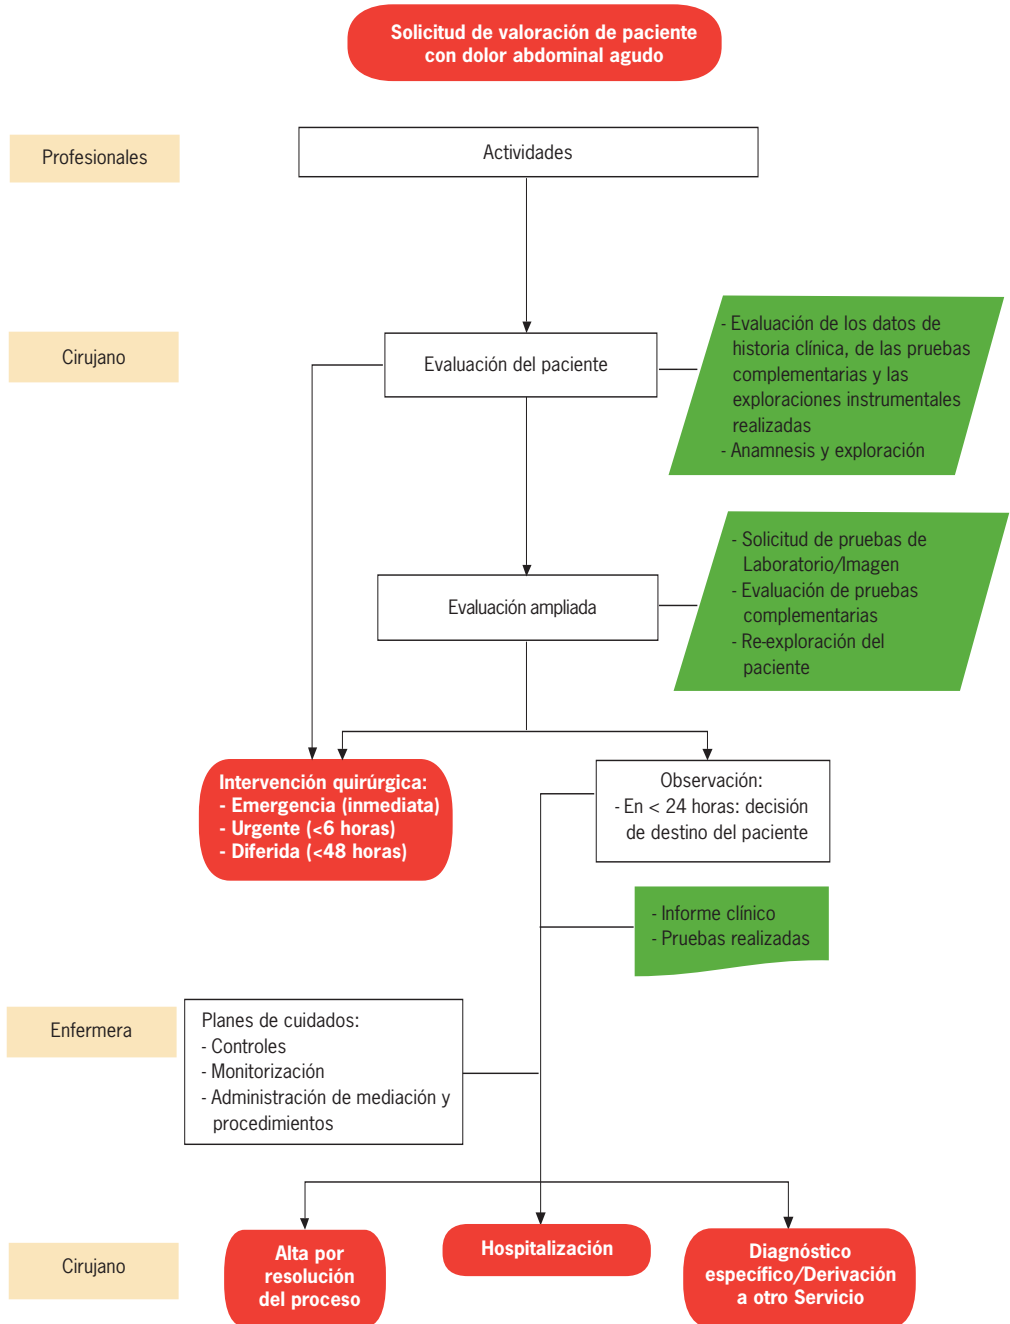 Solicitud de valoración de paciente
con dolor abdominal agudo
Profesionales
Actividades
Cirujano
Evaluación del paciente
- Evaluación de los datos de
historia clínica, de las pruebas
complementarias y las
exploraciones instrumentales
realizadas
- Anamnesis y exploración
Evaluación ampliada
- Solicitud de pruebas de
Laboratorio/Imagen
- Evaluación de pruebas
complementarias
- Re-exploración del
paciente
Intervención quirúrgica:
- Emergencia (inmediata)
- Urgente (<6 horas)
- Diferida (<48 horas)
Observación:
- En < 24 horas: decisión
de destino del paciente
- Informe clínico
- Pruebas realizadas
Enfermera
Planes de cuidados:
- Controles
- Monitorización
- Administración de mediación y
procedimientos
Cirujano
Alta por
resolución
del proceso
Hospitalización
Diagnóstico
específico/Derivación
a otro Servicio